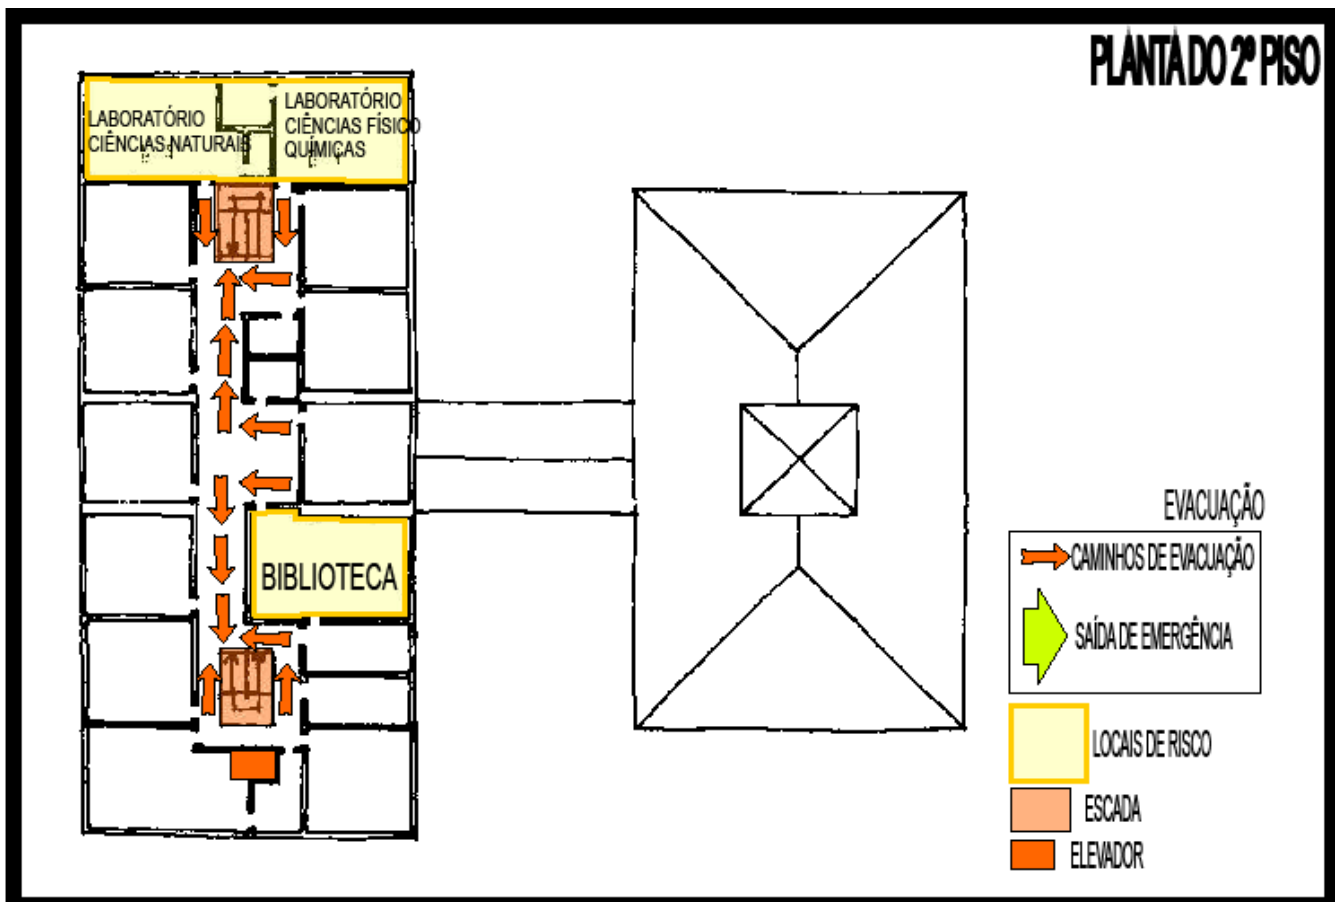 PLANTA DO 2º PISO
LABORATÓRIO
CIÊNCIAS NATURAIS
LABORATÓRIO
CIÊNCIAS FÍSICO
QUÍMICAS
BIBLIOTECA
EVACUAÇÃO
CAMINHOS DE EVACUAÇÃO
SAÍDA DE EMERGÊNCIA
LOCAIS DE RISCO
ESCADA
ELEVADOR